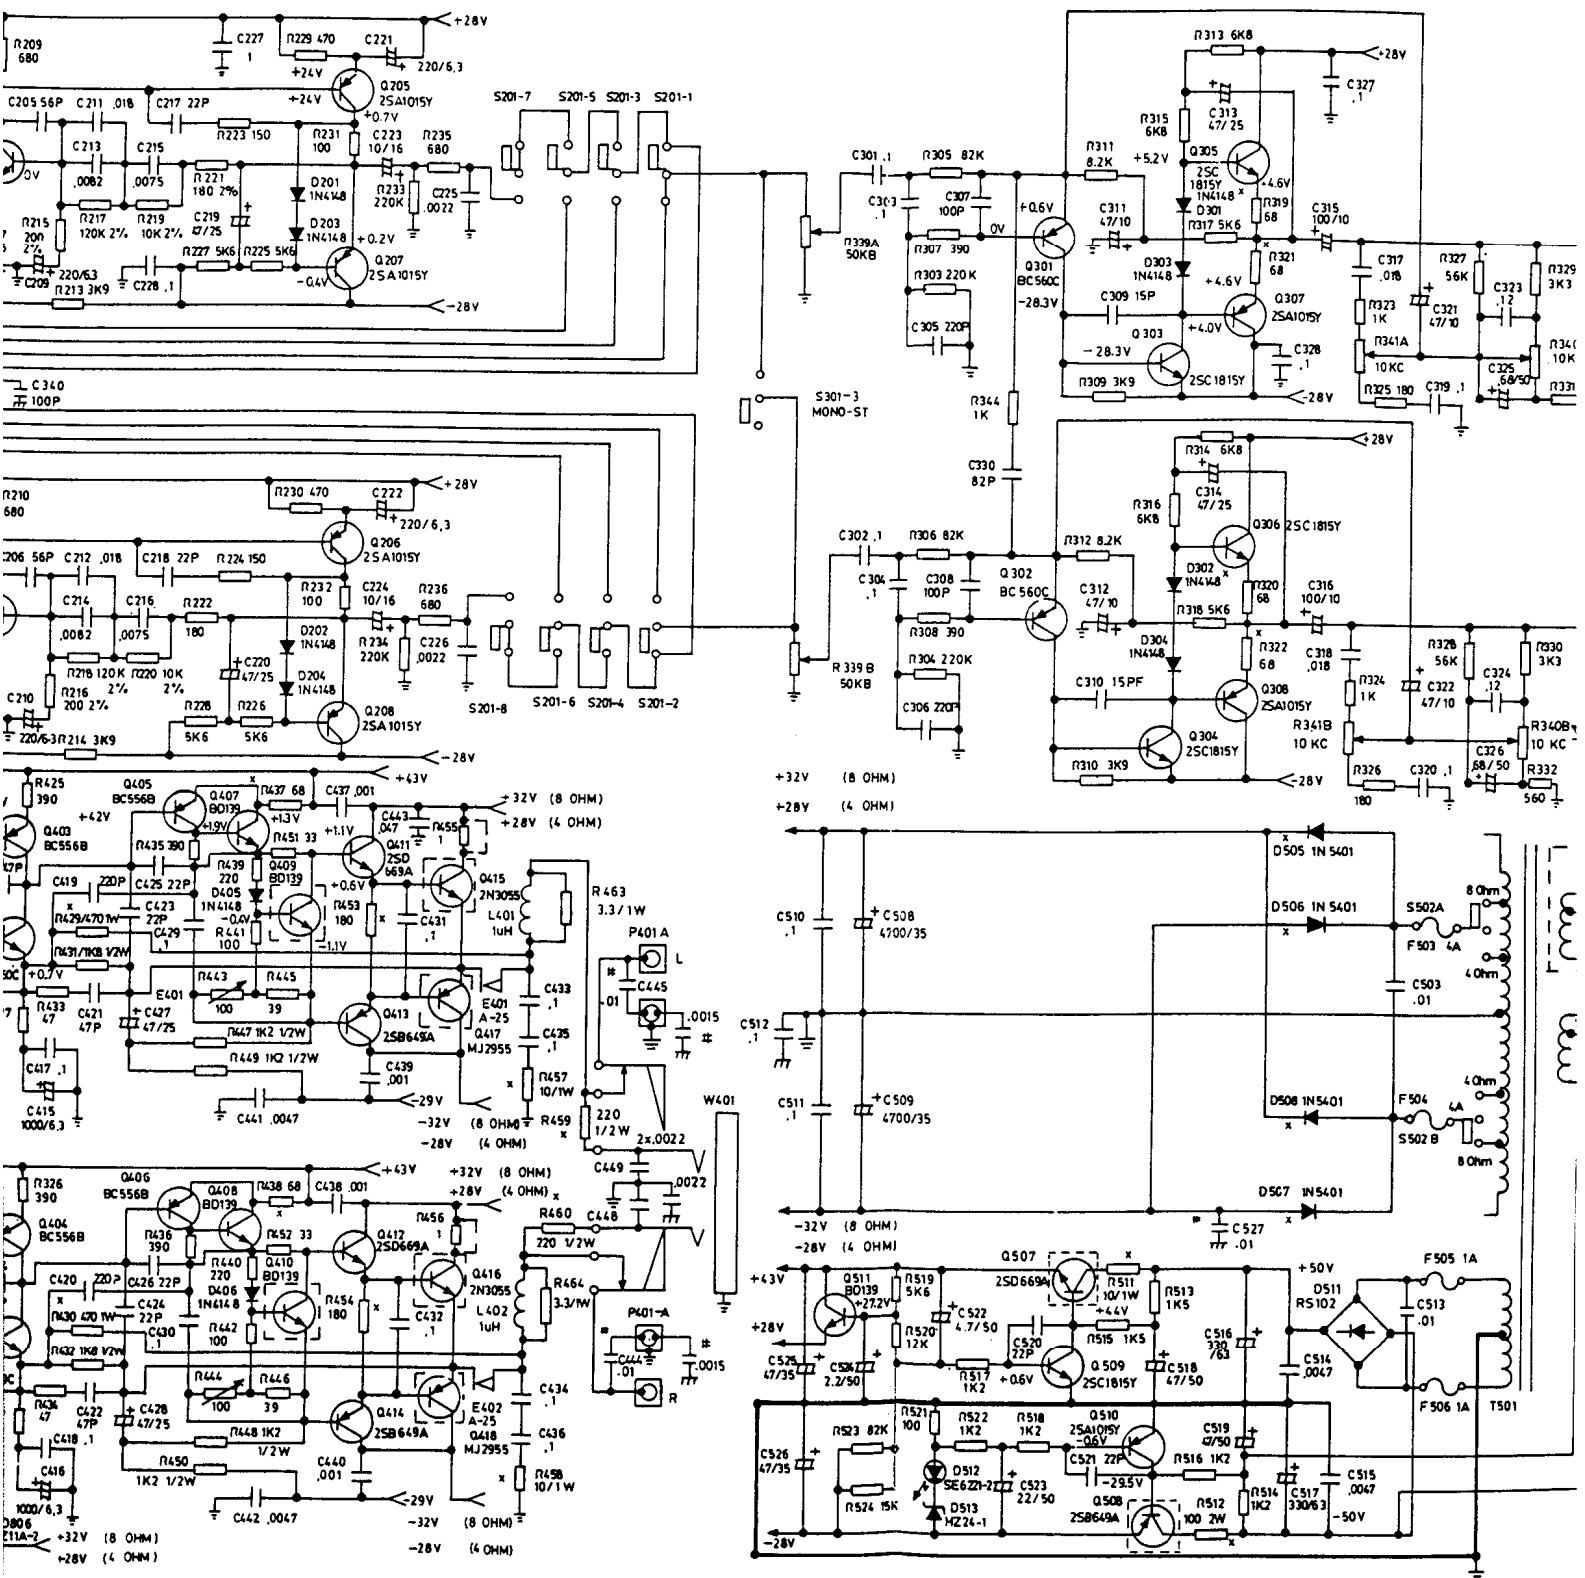 R209
680
C227
1
R229 470
C221
+28V
220/6,3
+24V
+24V
Q205
2SA1015Y
+0.7V
C205 56P
C211 .018
C217 22P
R223 150
R231
100
C223
10/16
R235
680
C213
.0082
C215
.0075
R221
180 2%
D201
1N4148
R233
220K
C225
.0022
0V
R215
200
2%
R217
120K 2%
R219
10K 2%
C219
47/25
D203
1N4148
+0.2V
Q207
2SA1015Y
-0.4V
R227 5K6
R225 5K6
C209
220/6.3
C228 .1
R213 3K9
-28V
C340
100P
S201-7
S201-5
S201-3
S201-1
S301-3
MONO-ST
R339A
50KB
C301 .1
R305 82K
C303
.1
C307
100P
R307 390
R303 220K
C305 220P
0V
+0.6V
Q301
BC560C
-28.3V
R311
8.2K
C311
47/10
R313 6K8
C313
47/25
R315
6K8
+5.2V
Q305
2SC
1815Y
1N4148
D301
x
+4.6V
R319
68
R317 5K6
x
D303
1N4148
R321
68
+4.6V
Q307
2SA1015Y
+4.0V
C309 15P
Q303
2SC1815Y
-28.3V
R309 3K9
C328
.1
-28V
+28V
C327
.1
C315
100/10
C317
.018
R323
1K
R341A
10KC
R325 180
C319 .1
C321
47/10
R327
56K
C323
.12
R329
3K3
R340
10K
C325
.68/50
R331
R344
1K
C330
82P
R210
680
R230 470
C222
+28V
220/6,3
Q206
2SA1015Y
C206 56P
C212 .018
C218 22P
R224 150
R232
100
C224
10/16
R236
680
C214
.0082
C216
.0075
R222
180
D202
1N4148
R234
220K
C226
.0022
R218 120K
2%
R220 10K
2%
C220
47/25
D204
1N4148
C210
220/6.3
R216
200 2%
R228
5K6
R226
5K6
Q208
2SA1015Y
R214 3K9
-28V
S201-8
S201-6
S201-4
S201-2
R339B
50KB
C302 .1
R306 82K
C304
.1
C308
100P
R308 390
R304 220K
C306 220P
Q302
BC560C
R312 8.2K
C312
47/10
R314 6K8
C314
47/25
R316
6K8
Q306 2SC1815Y
x
D302
1N4148
R320
68
R318 5K6
x
D304
1N4148
R322
68
Q308
2SA1015Y
C310 15PF
Q304
2SC1815Y
R310 3K9
-28V
+28V
C316
100/10
C318
.018
R324
1K
R341B
10KC
R326
180
C320 .1
C322
47/10
R328
56K
C324
.12
R330
3K3
R340B
10 KC
C326
.68/50
R332
560
+43V
R425
390
+42V
Q405
BC556B
Q407
BD139
x
R437 68
C437 .001
+1.9V
+1.3V
R451 33
+1.1V
C443
.047
R455
1
x
+32V (8 OHM)
+28V (4 OHM)
Q403
BC556B
47P
R435 390
R439
220
Q409
BD139
Q411
2SD
669A
Q415
2N3055
C419
220P
C425 22P
D405
1N4148
+0.6V
C423
22P
R429/470 1W
x
-0.4V
R453
180
x
C431
.1
L401
1uH
R463
3.3/1W
C429
.1
R441
100
-1.1V
R431/1K8 1/2W
+0.7V
R433
47
C421
47P
E401
C427
47/25
R443
100
R445
39
Q413
2SB649A
E401
A-25
Q417
MJ2955
C433
.1
C435
.1
R447 1K2 1/2W
R449 1K2 1/2W
C439
.001
x
R457
10/1W
C417 .1
C415
1000/6,3
C441 .0047
-29V
-32V (8 OHM)
-28V (4 OHM)
P401A
L
#
C445
.01
.0015
#
R459
x
220
1/2W
2x.0022
C449
.0022
C448
W401
+43V
R326
390
Q406
BC556B
Q408
BD139
R438 68
x
C438 .001
+32V (8 OHM)
+28V (4 OHM)
x
R456
1
Q404
BC556B
R436
390
R452 33
R440
220
Q410
BD139
Q412
2SD669A
Q416
2N3055
R460
220 1/2W
C420
x
220P
C426 22P
D406
1N4148
C424
22P
R430 470 1W
R454
180
x
C432
.1
L402
1uH
R464
3.3/1W
C430
.1
R442
100
R432 1K8 1/2W
R434
47
C422
47P
C428
47/25
R444
100
R446
39
Q414
2SB649A
E402
A-25
Q418
MJ2955
C434
.1
C436
.1
R448 1K2
1/2W
R450
1K2 1/2W
C440
.001
x
R458
10/1W
C418 .1
C416
1000/6,3
C442 .0047
-29V
-32V (8 OHM)
-28V (4 OHM)
P401-A
R
#
C444
.01
#
.0015
D806
Z11A-2
+32V (8 OHM)
+28V (4 OHM)
+32V (8 OHM)
+28V (4 OHM)
x
D505 1N 5401
D506 1N 5401
x
D508 1N5401
x
D507 1N5401
x
S502A
F503 4A
8 Ohm
4 Ohm
C503
.01
F504
4A
S502B
4 Ohm
8 Ohm
C510
.1
C508
4700/35
C512
.1
C511
.1
C509
4700/35
#
C527
.01
-32V (8 OHM)
-28V (4 OHM)
+43V
Q511
BD139
+27.2V
R519
5K6
R520
12K
+28V
C525
47/35
C524
2.2/50
C522
4.7/50
C520
22P
R517
1K2
+0.6V
Q507
2SD669A
x
R511
10/1W
+44V
R515 1K5
R513
1K5
Q509
2SC1815Y
C518
47/50
C516
330
/63
+50V
D511
RS102
C514
.0047
C513
.01
F505 1A
F506 1A
T501
C526
47/35
R523 82K
R524 15K
R521
100
R522
1K2
R518
1K2
D512
SE6221-2
D513
HZ24-1
C523
22/50
Q510
2SA1015Y
-0.6V
C521 22P
-29.5V
R516 1K2
C519
47/50
Q508
2SB649A
R514
1K2
R512
100 2W
x
C517
330/63
C515
.0047
-50V
-28V